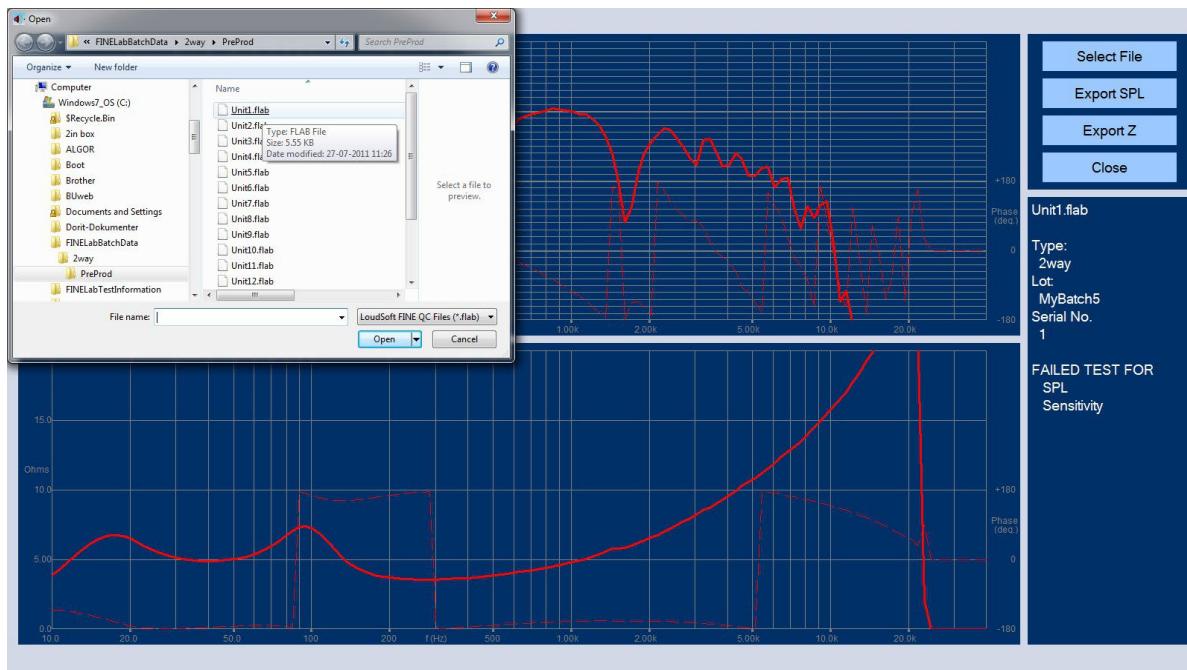 Open
« FINELabBatchData ▸ 2way ▸ PreProd
Search PreProd
Organize ▾ New folder
Computer
Windows7_OS (C:)
$Recycle.Bin
2in box
ALGOR
Boot
Brother
BUweb
Documents and Settings
Dorit-Dokumenter
FINELabBatchData
2way
PreProd
FINELabTestInformation
Name
Unit1.flab
Unit2.fla
Unit3.fla
Unit4.fla
Unit5.flab
Unit6.flab
Unit7.flab
Unit8.flab
Unit9.flab
Unit10.flab
Unit11.flab
Unit12.flab
Type: FLAB File
Size: 5.55 KB
Date modified: 27-07-2011 11:26
Select a file to
preview.
File name:
LoudSoft FINE QC Files (*.flab)
Open
Cancel
+180
Phase
(deg.)
0
-180
1.00k 2.00k 5.00k 10.0k 20.0k
Select File
Export SPL
Export Z
Close
Unit1.flab
Type:
2way
Lot:
MyBatch5
Serial No.
1
FAILED TEST FOR
SPL
Sensitivity
15.0
Ohms
10.0
5.00
0.0
+180
Phase
(deg.)
0
-180
10.0 20.0 50.0 100 200 f (Hz) 500 1.00k 2.00k 5.00k 10.0k 20.0k